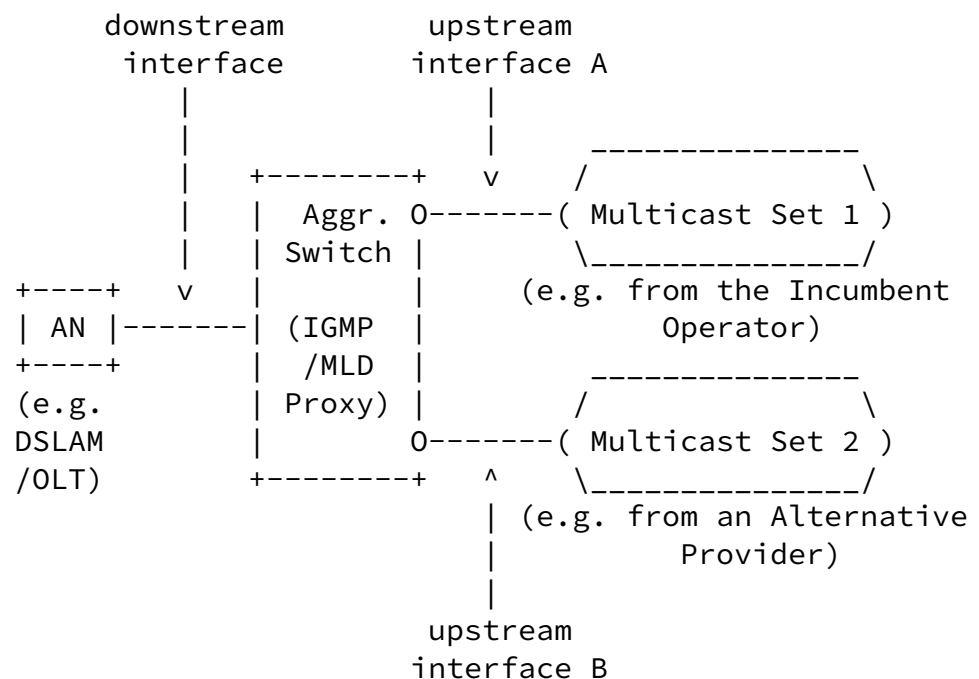 downstream upstream
interface interface A
Aggr.
( Multicast Set 1 )
Switch
(e.g. from the Incumbent
AN (IGMP Operator)
/MLD
(e.g. Proxy)
DSLAM ( Multicast Set 2 )
/OLT)
(e.g. from an Alternative
Provider)
upstream
interface B